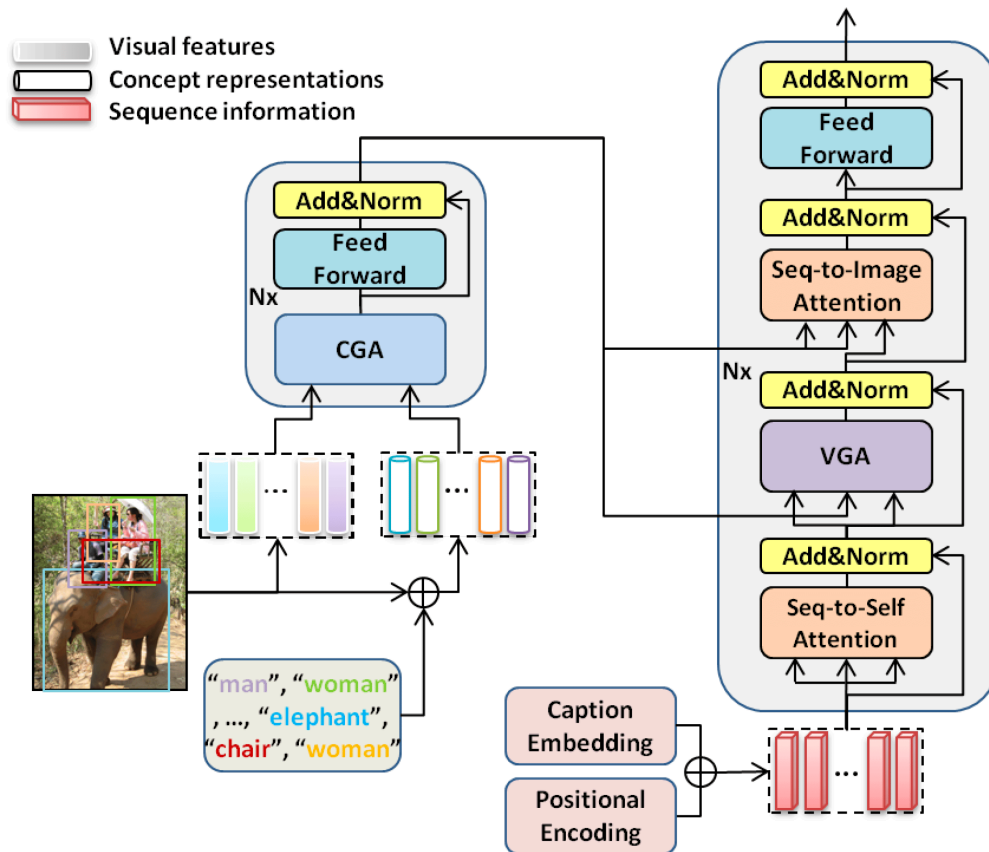 Visual features
Concept representations
Sequence information
Add&Norm
Feed
Forward
Nx
CGA
...
...
"man", "woman"
, ..., "elephant",
"chair", "woman"
Add&Norm
Feed
Forward
Add&Norm
Seq-to-Image
Attention
Nx
Add&Norm
VGA
Add&Norm
Seq-to-Self
Attention
Caption
Embedding
Positional
Encoding
...